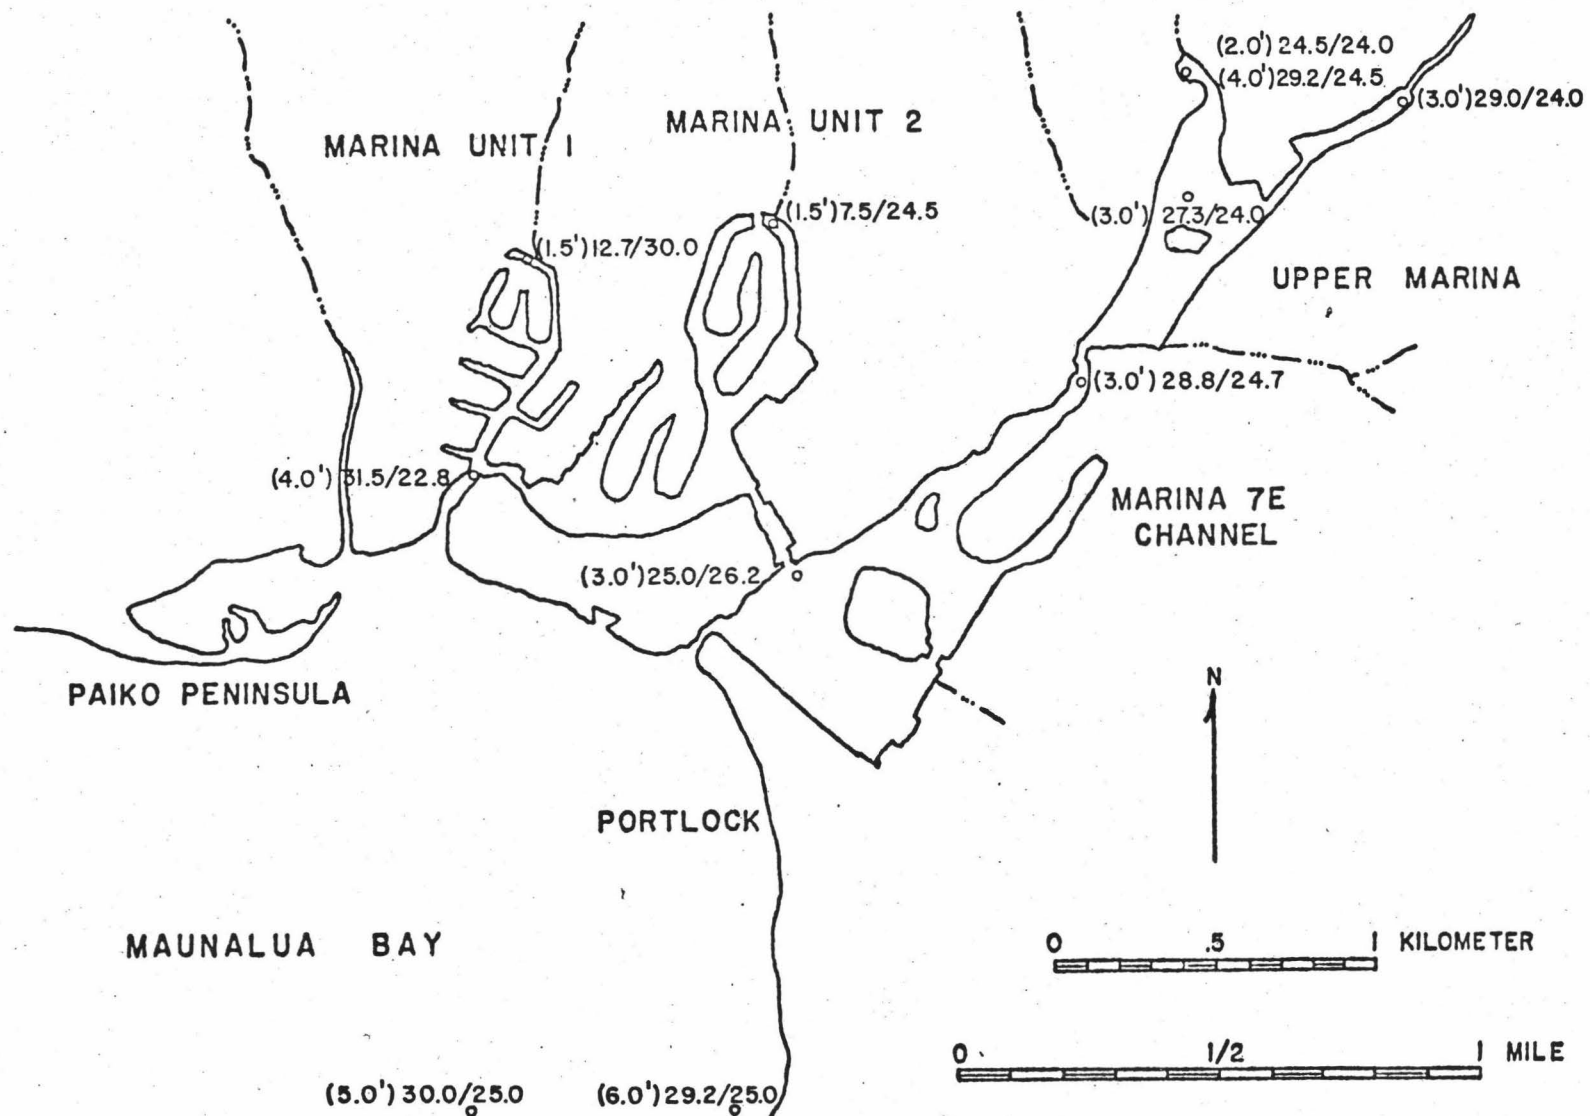 (2.0') 24.5/24.0
(4.0') 29.2/24.5
(3.0') 29.0/24.0
MARINA UNIT 1
MARINA UNIT 2
(1.5') 7.5/24.5
(3.0') 27.3/24.0
(1.5') 12.7/30.0
UPPER MARINA
(3.0') 28.8/24.7
(4.0') 31.5/22.8
MARINA 7E
CHANNEL
(3.0') 25.0/26.2
PAIKO PENINSULA
N
PORTLOCK
MAUNALUA BAY
0 .5 1 KILOMETER
0 1/2 1 MILE
(5.0') 30.0/25.0
(6.0') 29.2/25.0